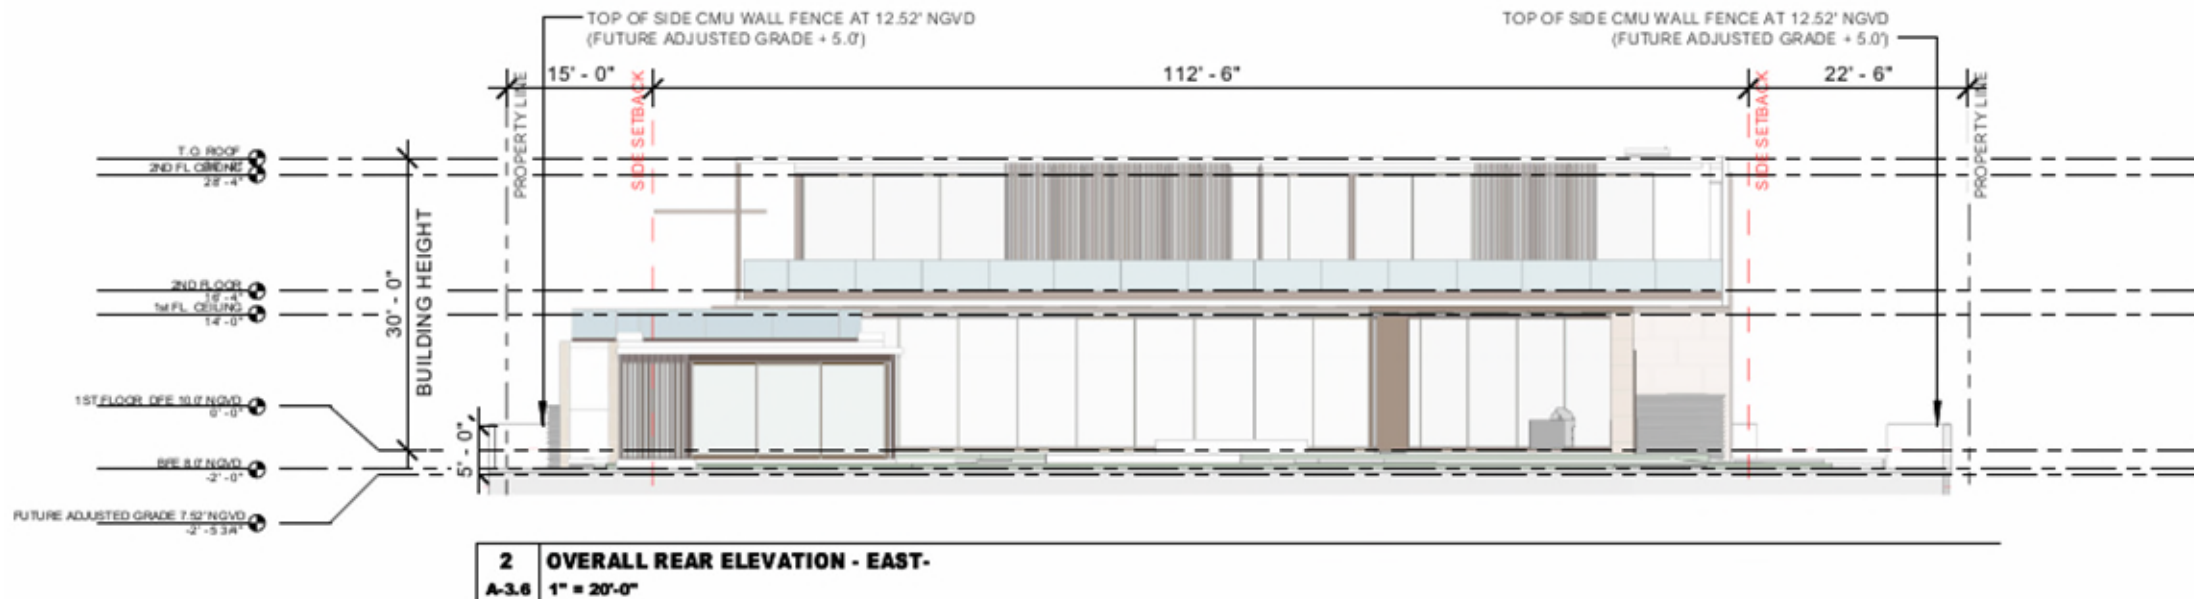 TOP OF SIDE CMU WALL FENCE AT 12.52' NGVD
(FUTURE ADJUSTED GRADE + 5.0')
TOP OF SIDE CMU WALL FENCE AT 12.52' NGVD
(FUTURE ADJUSTED GRADE + 5.0')
15' - 0"
112' - 6"
22' - 6"
PROPERTY LINE
SIDE SETBACK
SIDE SETBACK
PROPERTY LINE
T.O. ROOF
2ND FL. CEILING
28' - 4"
BUILDING HEIGHT
30' - 0"
2ND FLOOR
16' - 4"
1st FL. CEILING
14' - 0"
1ST FLOOR DFE 10.0' NGVD
0' - 0"
5' - 0"
BFE 8.0' NGVD
-2' - 0"
FUTURE ADJUSTED GRADE 7.52' NGVD
-2' - 5 3/4"
2 OVERALL REAR ELEVATION - EAST-
A-3.6 1" = 20'-0"